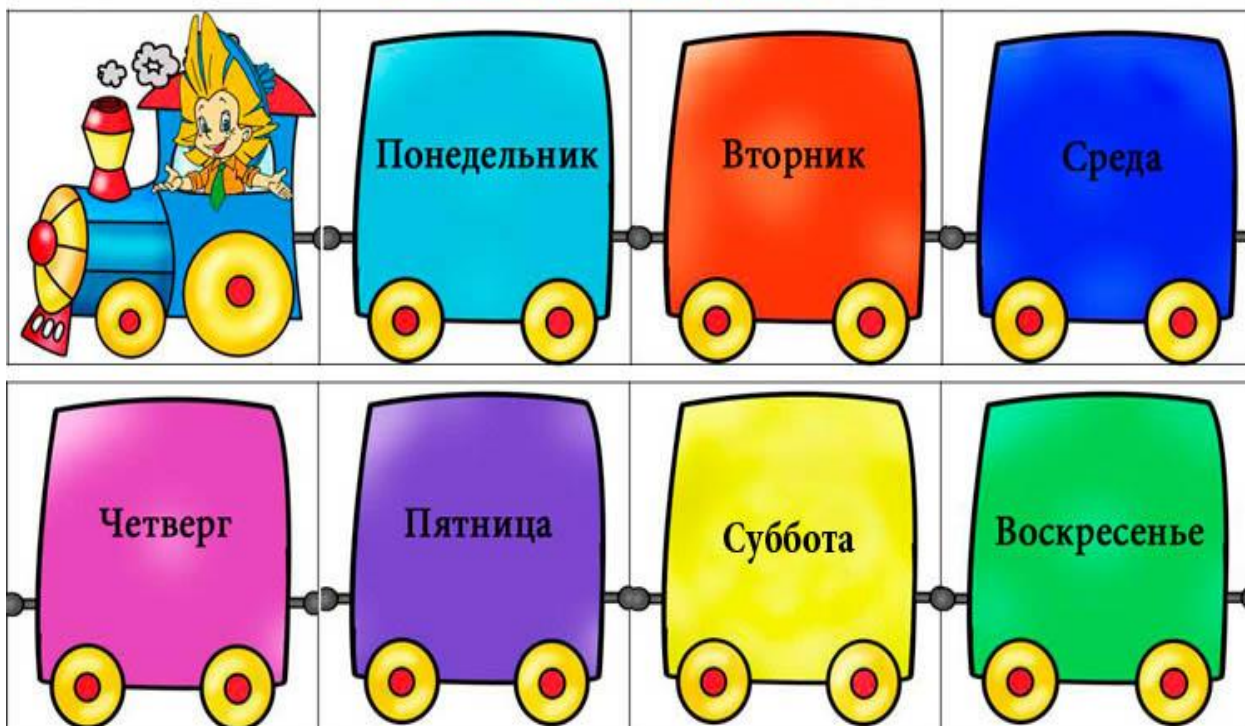 Понедельник
Вторник
Среда
Четверг
Пятница
Суббота
Воскресенье